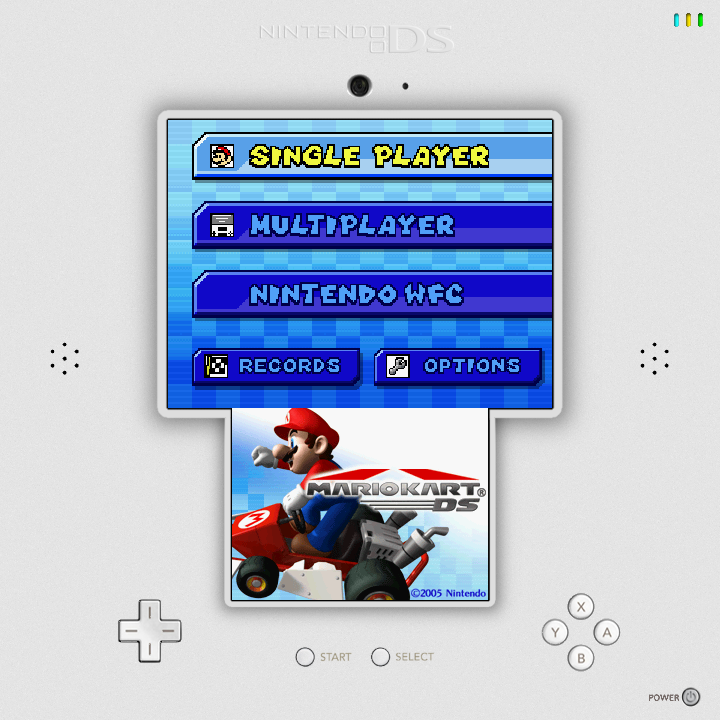 NINTENDO DS
SINGLE PLAYER
MULTIPLAYER
NINTENDO WFC
RECORDS OPTIONS
M
MARIOKART®
DS
©2005 Nintendo
X
Y A
B
START SELECT
POWER